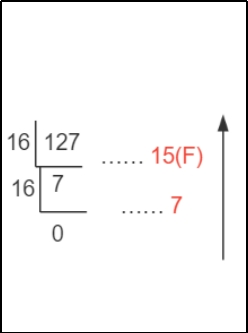 16 127 ...... 15(F)
16 7 ...... 7
0